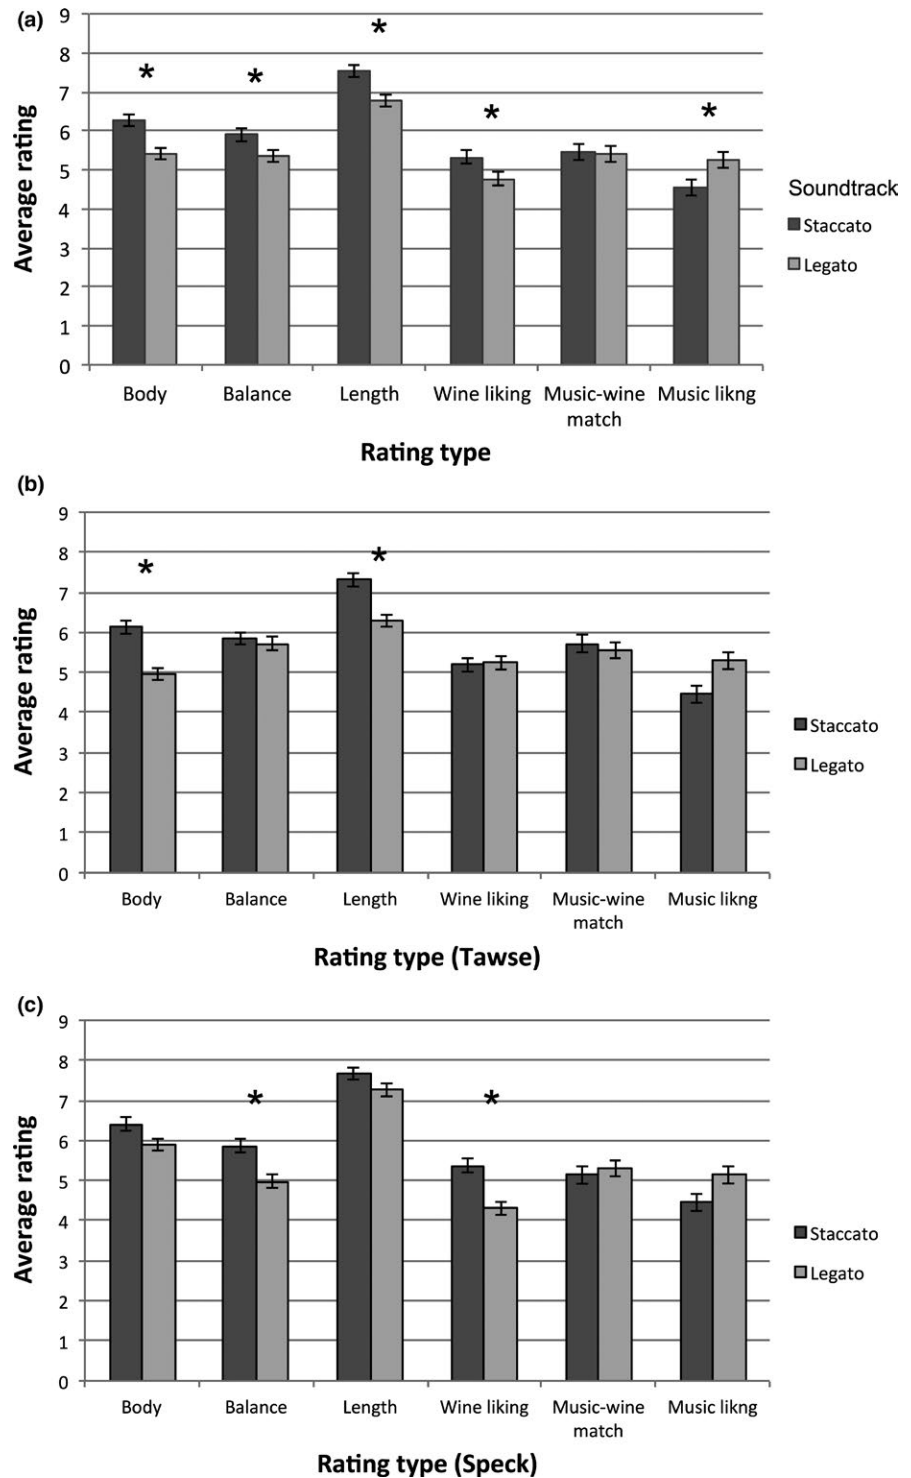 (a)
Average rating
9
8
7
6
5
4
3
2
1
0
* * * * *
Body Balance Length Wine liking Music-wine match Music likng
Rating type
Soundtrack
Staccato
Legato
(b)
Average rating
9
8
7
6
5
4
3
2
1
0
* *
Body Balance Length Wine liking Music-wine match Music likng
Rating type (Tawse)
Staccato
Legato
(c)
Average rating
9
8
7
6
5
4
3
2
1
0
* *
Body Balance Length Wine liking Music-wine match Music likng
Rating type (Speck)
Staccato
Legato